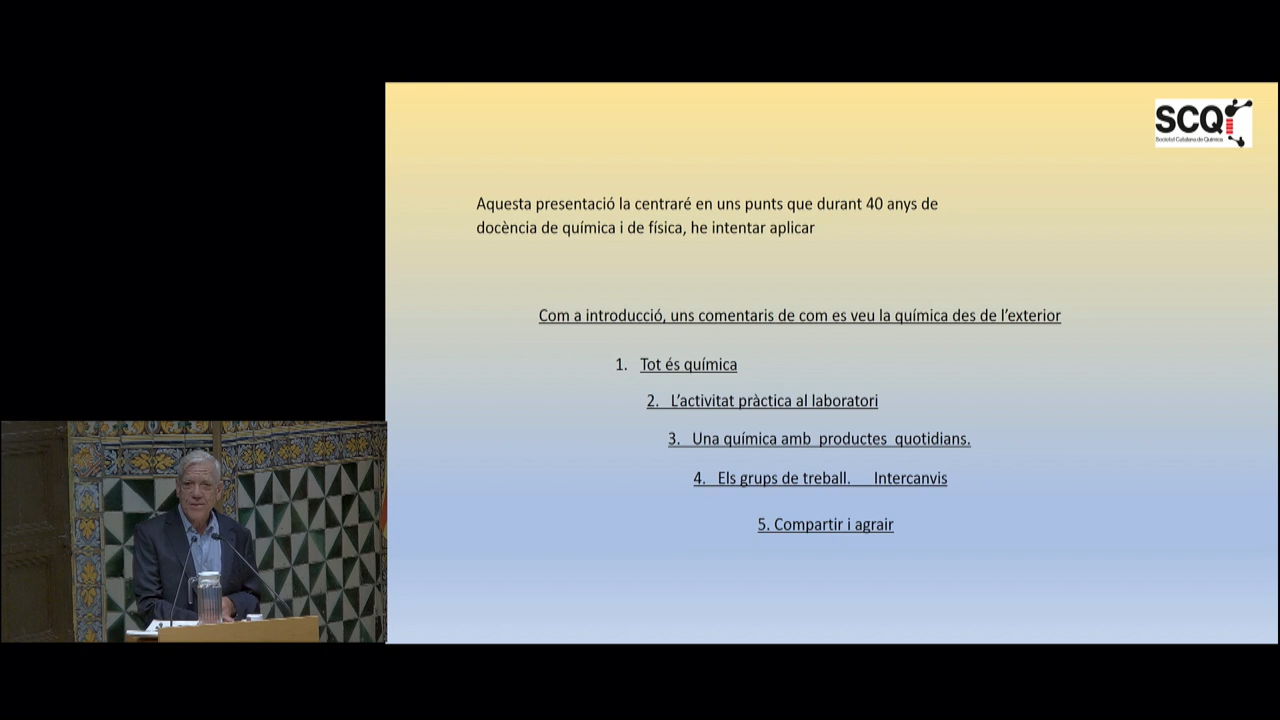 SCQ
Societat Catalana de Química
Aquesta presentació la centraré en uns punts que durant 40 anys de
docència de química i de física, he intentar aplicar
Com a introducció, uns comentaris de com es veu la química des de l'exterior
1. Tot és química
2. L'activitat pràctica al laboratori
3. Una química amb productes quotidians.
4. Els grups de treball. Intercanvis
5. Compartir i agrair